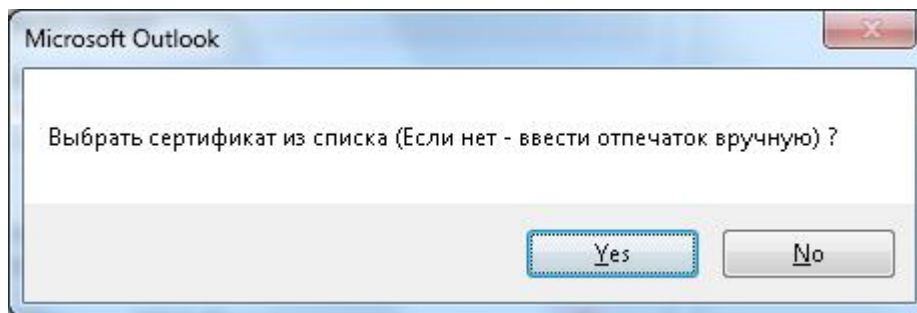 Microsoft Outlook
Выбрать сертификат из списка (Если нет - ввести отпечаток вручную) ?
Yes
No